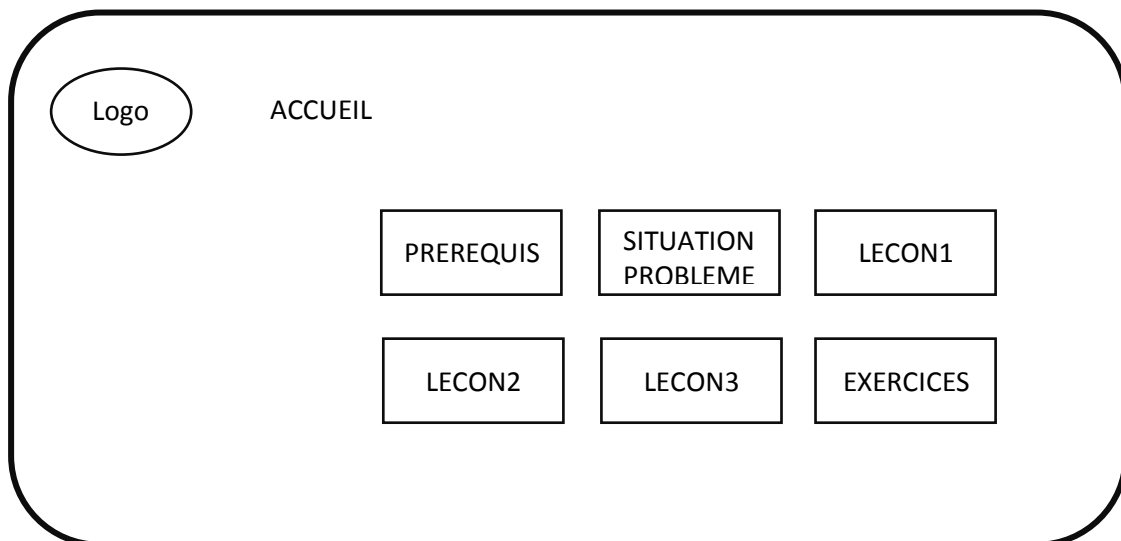 Logo
ACCUEIL
PREREQUIS
SITUATION
PROBLEME
LECON1
LECON2
LECON3
EXERCICES